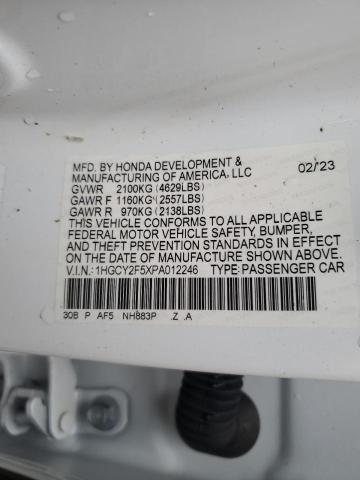 MFD. BY HONDA DEVELOPMENT & MANUFACTURING OF AMERICA, LLC 02/23
GVWR 2100KG (4629LBS)
GAWR F 1160KG (2557LBS)
GAWR R 970KG (2138LBS)
THIS VEHICLE CONFORMS TO ALL APPLICABLE
FEDERAL MOTOR VEHICLE SAFETY, BUMPER,
AND THEFT PREVENTION STANDARDS IN EFFECT
ON THE DATE OF MANUFACTURE SHOWN ABOVE.
V.I.N.: 1HGCY2F5XPA012246 TYPE: PASSENGER CAR
30B P AF5 NH883P .Z .A